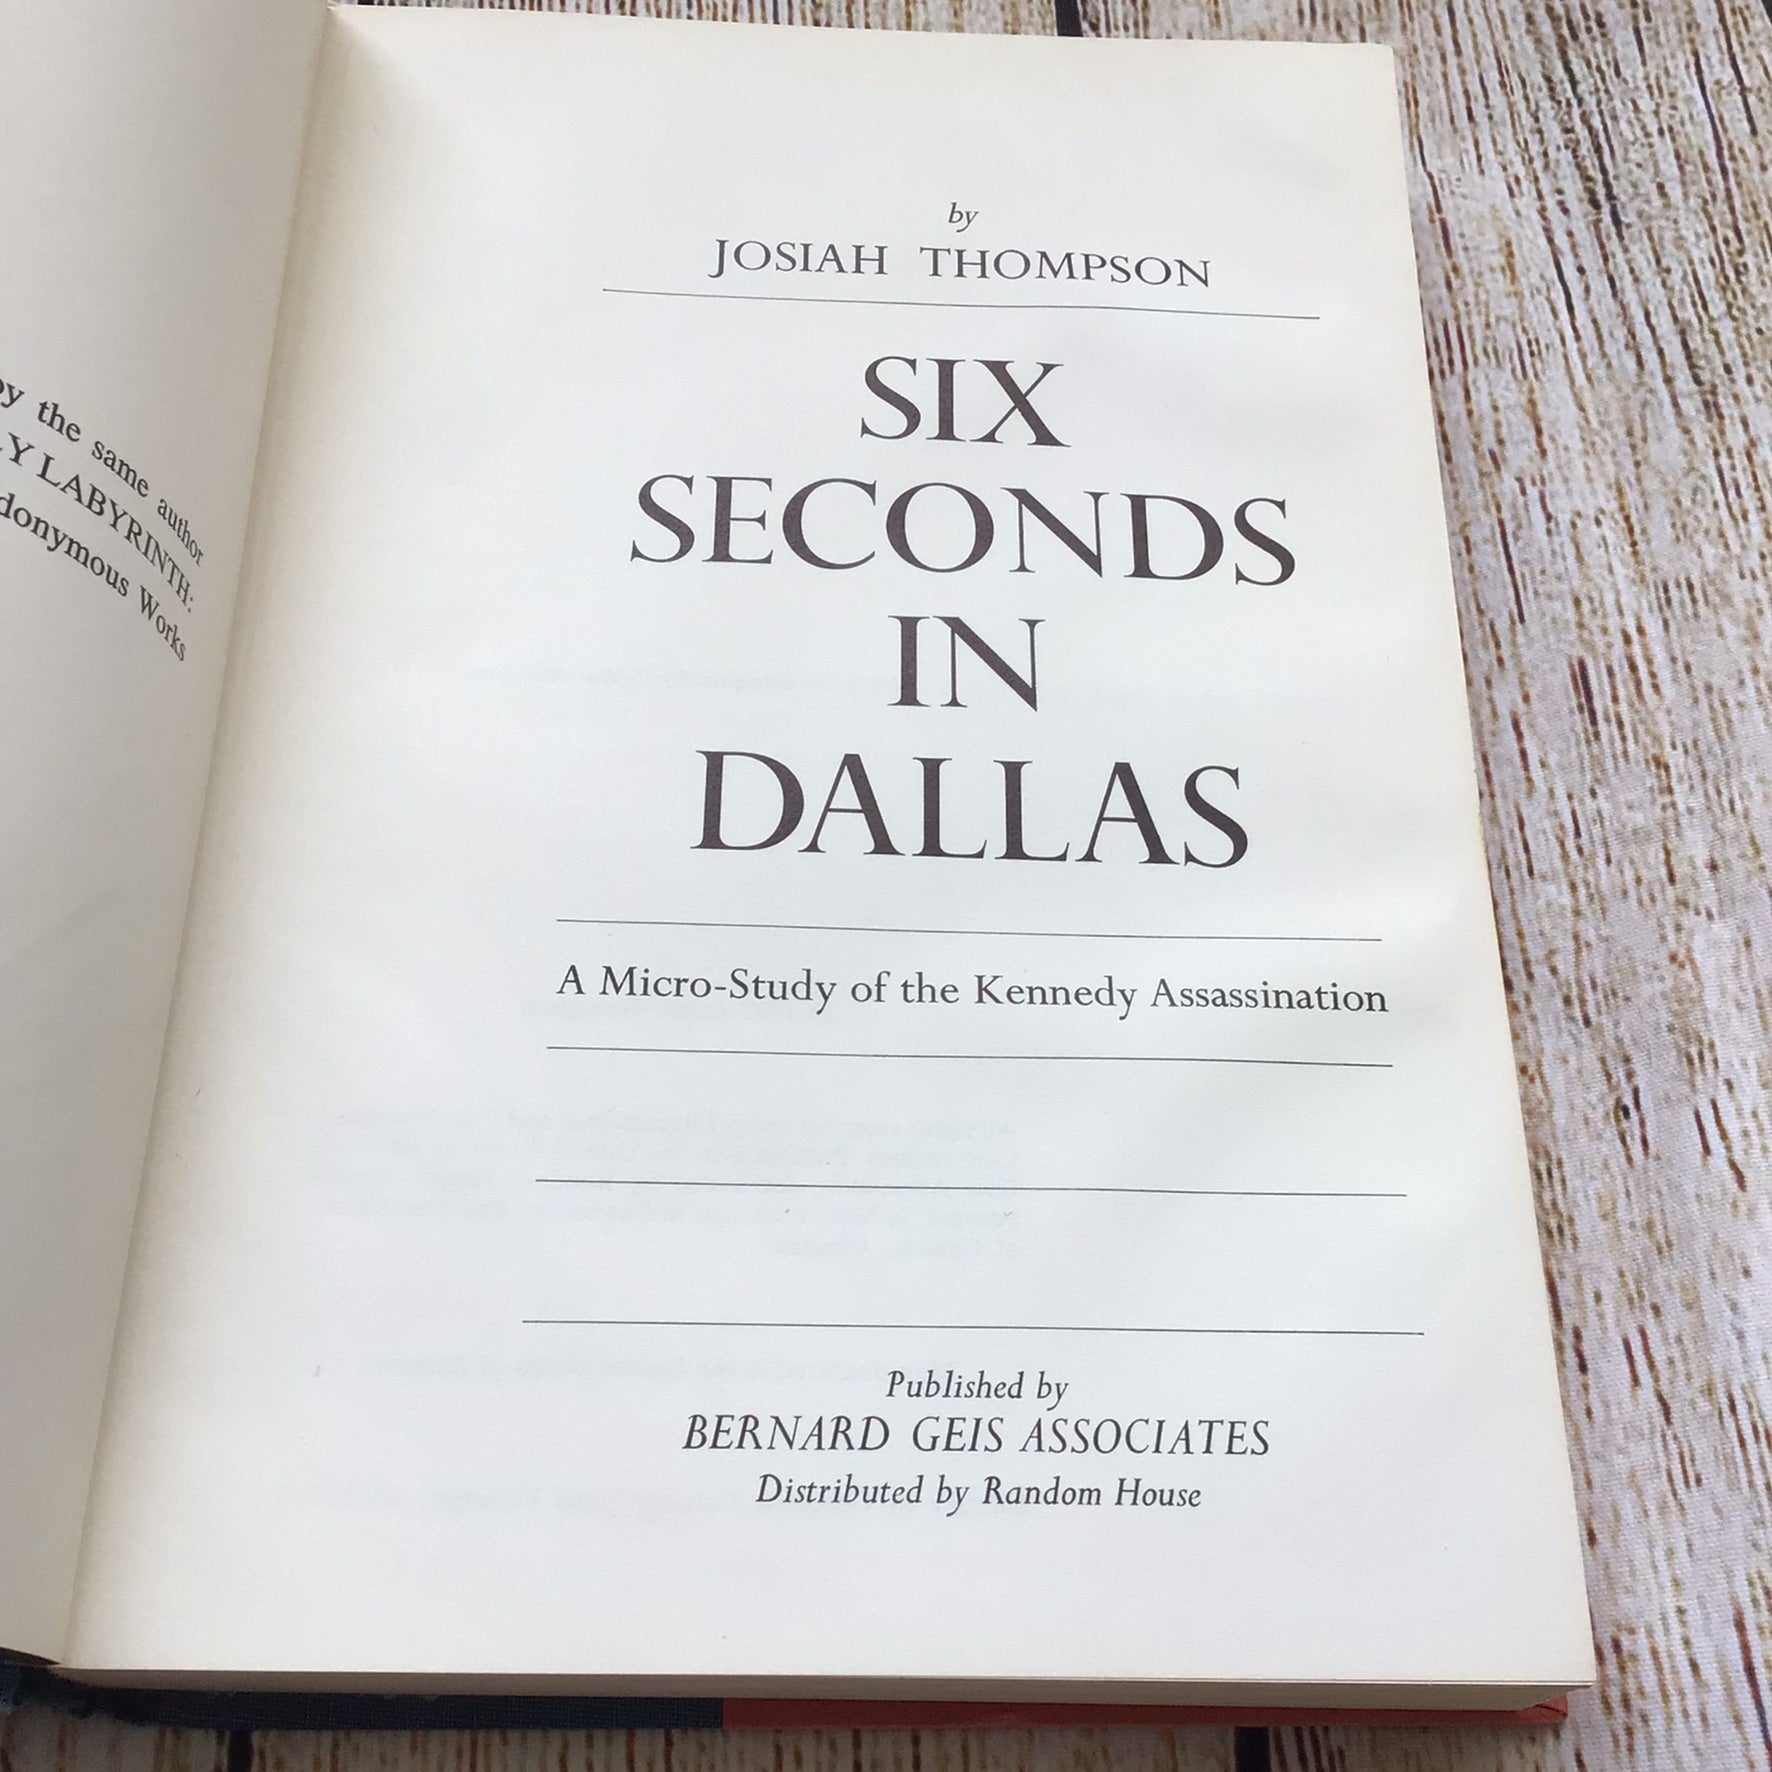 by the same author
Y LABYRINTH:
donymous Works
by
JOSIAH THOMPSON
SIX
SECONDS
IN
DALLAS
A Micro-Study of the Kennedy Assassination
Published by
BERNARD GEIS ASSOCIATES
Distributed by Random House